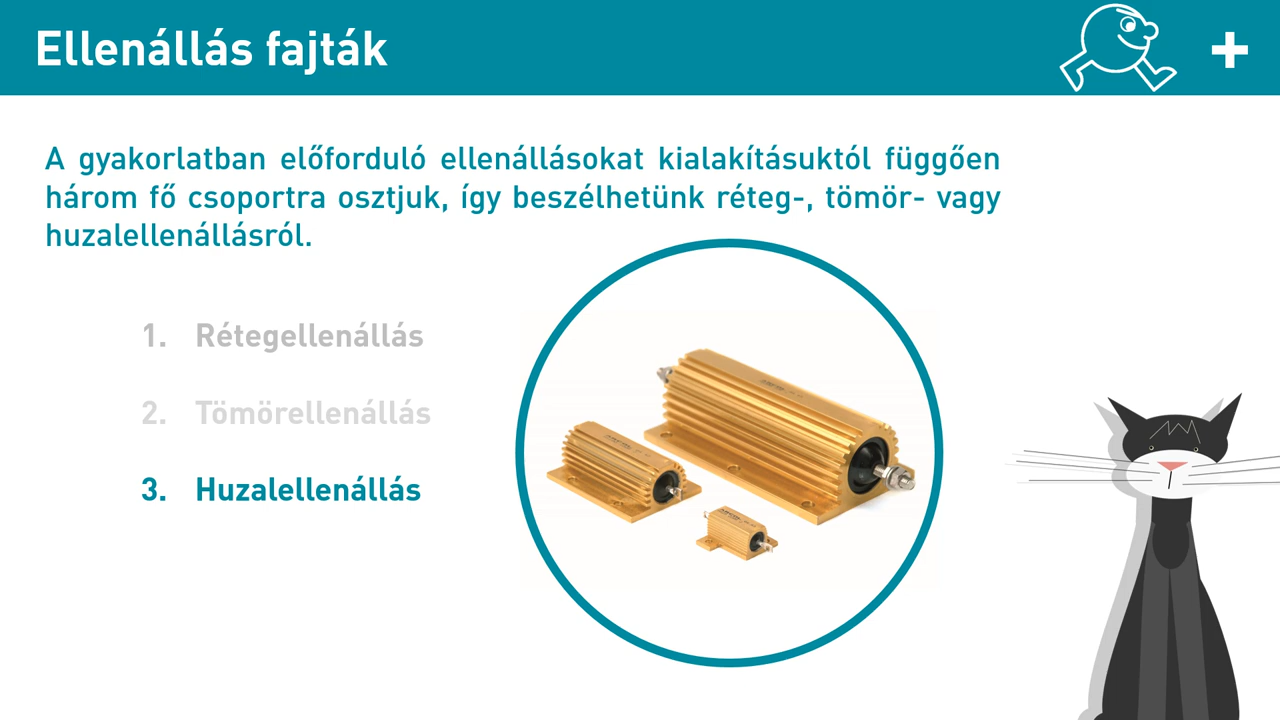 Ellenállás fajták
A gyakorlatban előforduló ellenállásokat kialakításuktól függően
három fő csoportra osztjuk, így beszélhetünk réteg-, tömör- vagy
huzalellenállásról.
1. Rétegellenállás
2. Tömörellenállás
3. Huzalellenállás